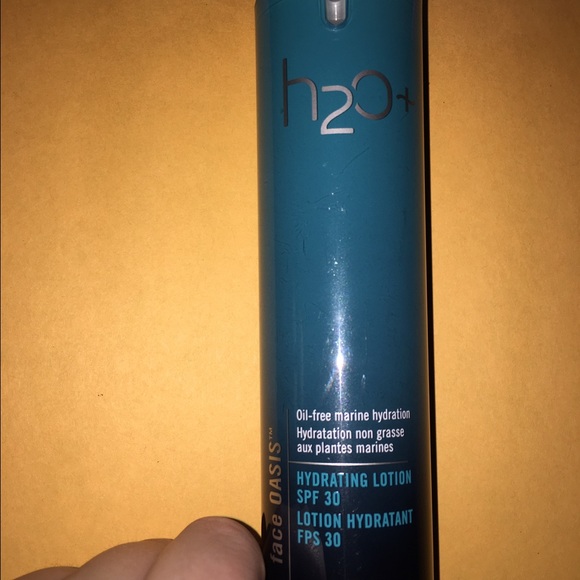 h2o+
Oil-free marine hydration
Hydratation non grasse
aux plantes marines
HYDRATING LOTION
SPF 30
LOTION HYDRATANT
FPS 30
face OASIS™